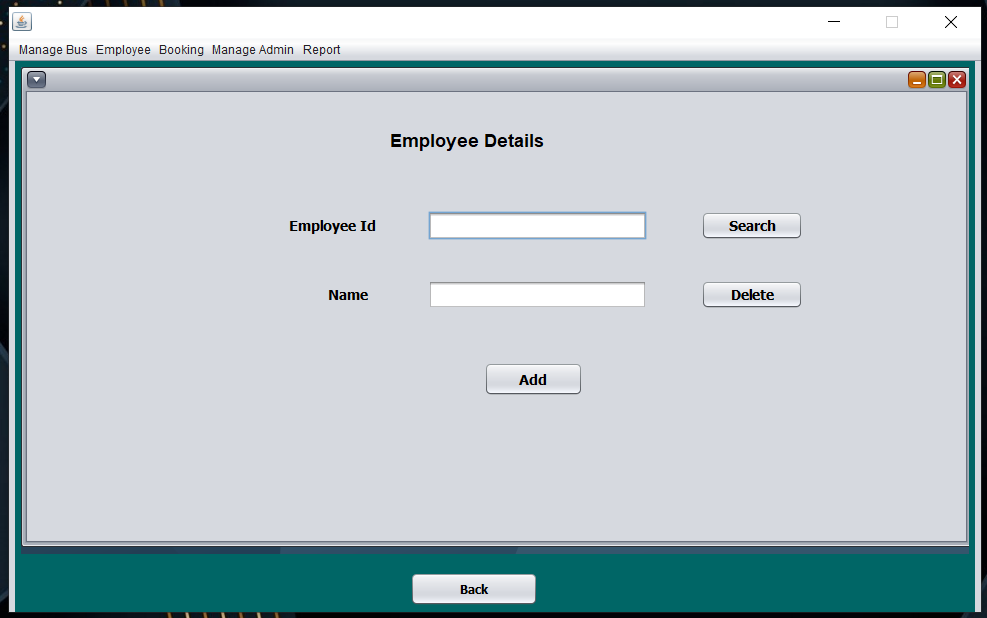 Manage Bus Employee Booking Manage Admin Report
Employee Details
Employee Id
Search
Name
Delete
Add
Back